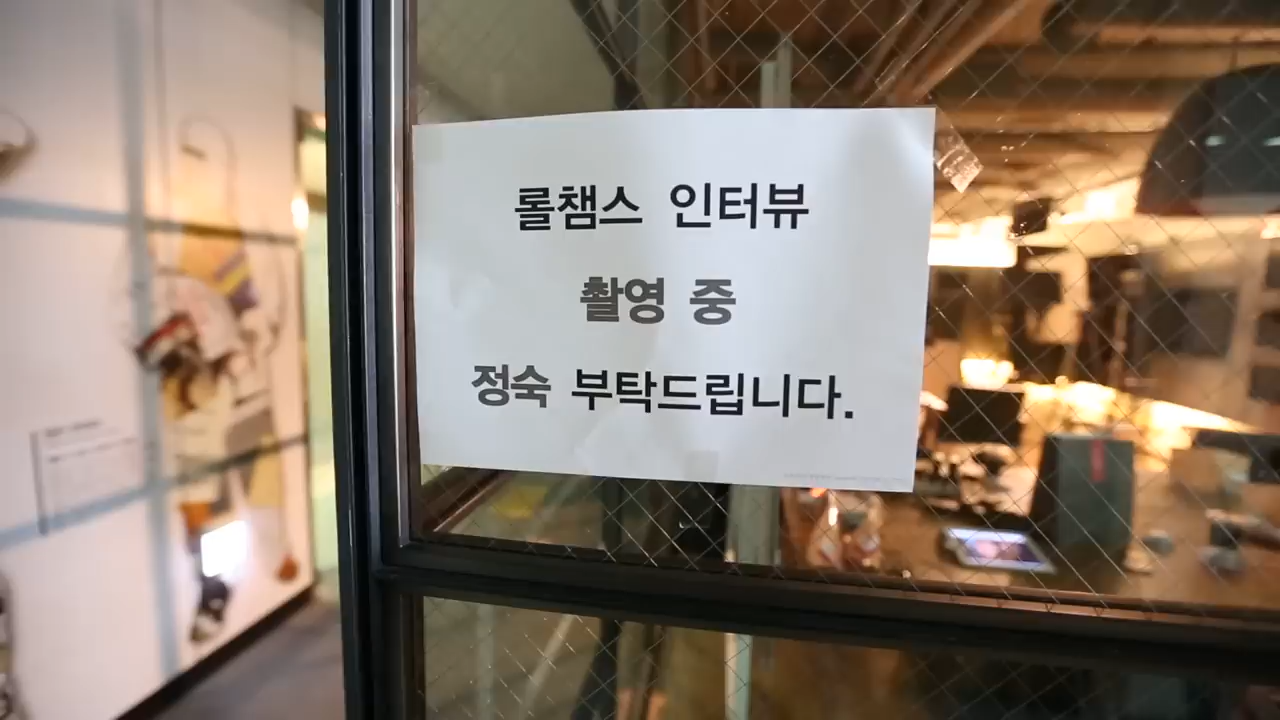 롤챔스 인터뷰
촬영 중
정숙 부탁드립니다.